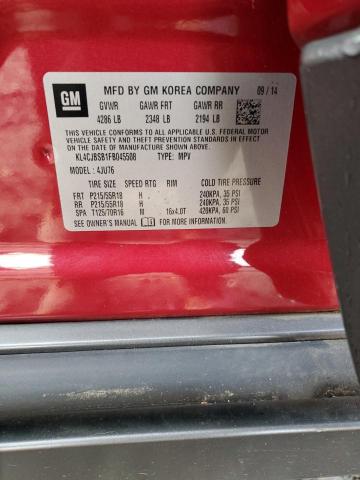 GM
MFD BY GM KOREA COMPANY 09/14
GVWR GAWR FRT GAWR RR
4286 LB 2348 LB 2194 LB
THIS VEHICLE CONFORMS TO ALL APPLICABLE U.S. FEDERAL MOTOR
VEHICLE SAFETY AND THEFT PREVENTION STANDARDS IN EFFECT ON THE
DATE OF MANUFACTURE SHOWN ABOVE.
KL4CJBSB1FB045508 TYPE: MPV
MODEL: 4JU76
TIRE SIZE SPEED RTG RIM COLD TIRE PRESSURE
FRT P215/55R18 H 240KPA, 35 PSI
RR P215/55R18 H 240KPA, 35 PSI
SPA T125/70R16 M 16x4.0T 420KPA, 60 PSI
SEE OWNER'S MANUAL FOR MORE INFORMATION